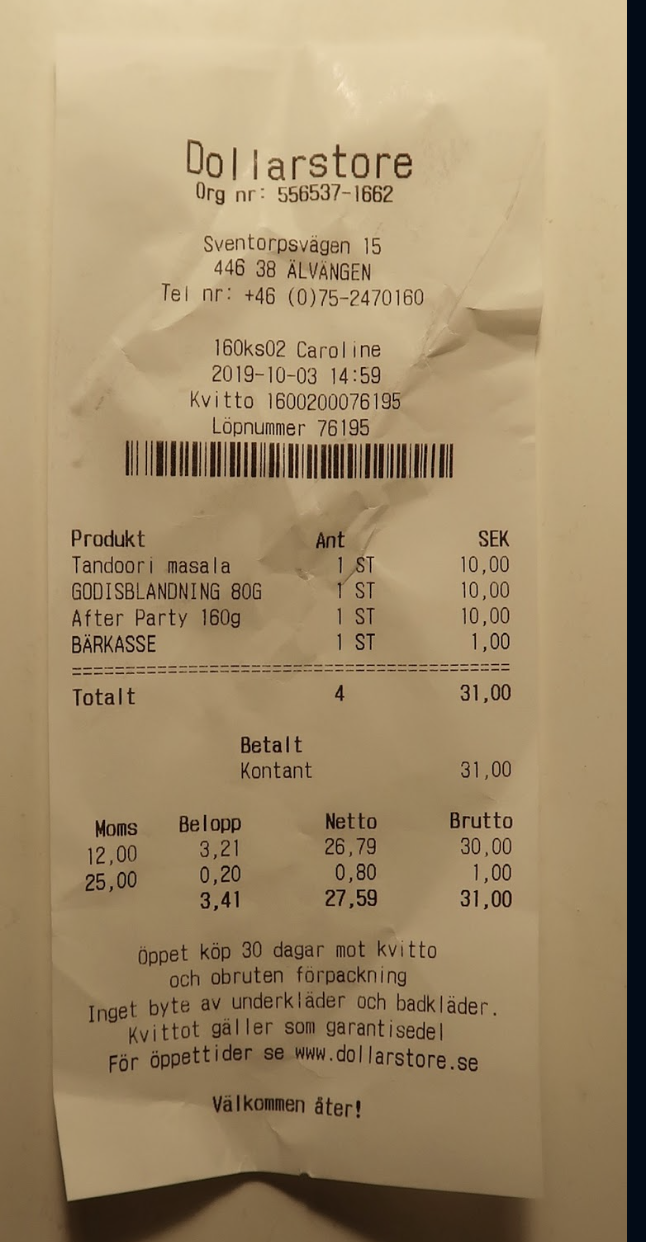 Dollarstore
Org nr: 556537-1662
Sventorpsvägen 15
446 38 ÄLVÄNGEN
Tel nr: +46 (0)75-2470160
160ks02 Caroline
2019-10-03 14:59
Kvitto 1600200076195
Löpnummer 76195
Produkt Ant SEK
Tandoori masala 1 ST 10,00
GODISBLANDNING 80G 1 ST 10,00
After Party 160g 1 ST 10,00
BÄRKASSE 1 ST 1,00
==================================================
Totalt 4 31,00
Betalt
Kontant 31,00
Moms Belopp Netto Brutto
12,00 3,21 26,79 30,00
25,00 0,20 0,80 1,00
3,41 27,59 31,00
Öppet köp 30 dagar mot kvitto
och obruten förpackning
Inget byte av underkläder och badkläder.
Kvittot gäller som garantisedel
För öppettider se www.dollarstore.se
Välkommen åter!